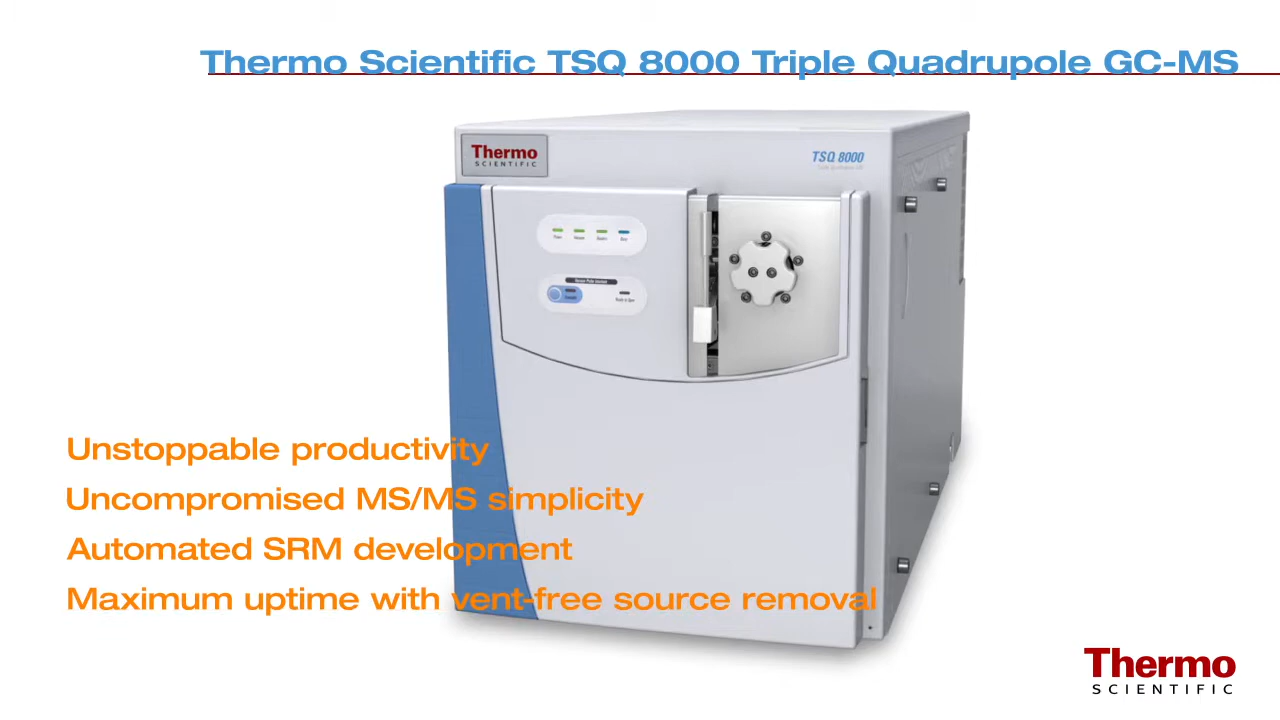 Thermo Scientific TSQ 8000 Triple Quadrupole GC-MS
Thermo
SCIENTIFIC
TSQ 8000
Unstoppable productivity
Uncompromised MS/MS simplicity
Automated SRM development
Maximum uptime with vent-free source removal
Thermo
SCIENTIFIC